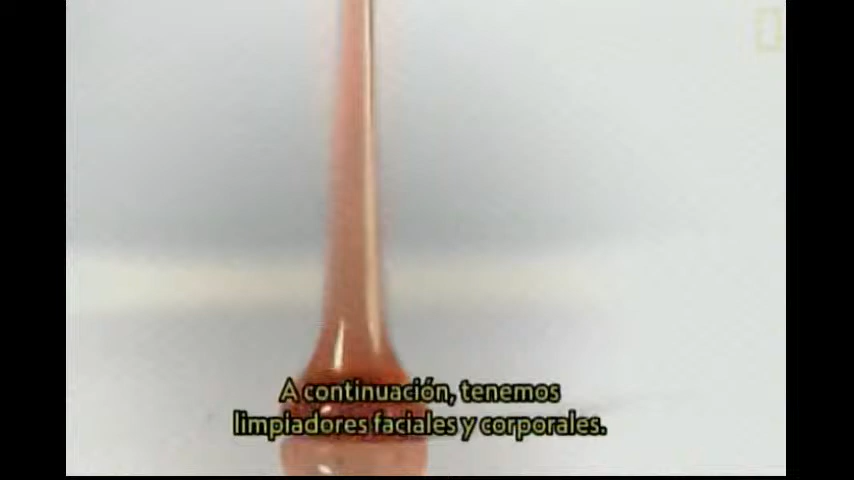 A continuación, tenemos
limpiadores faciales y corporales.